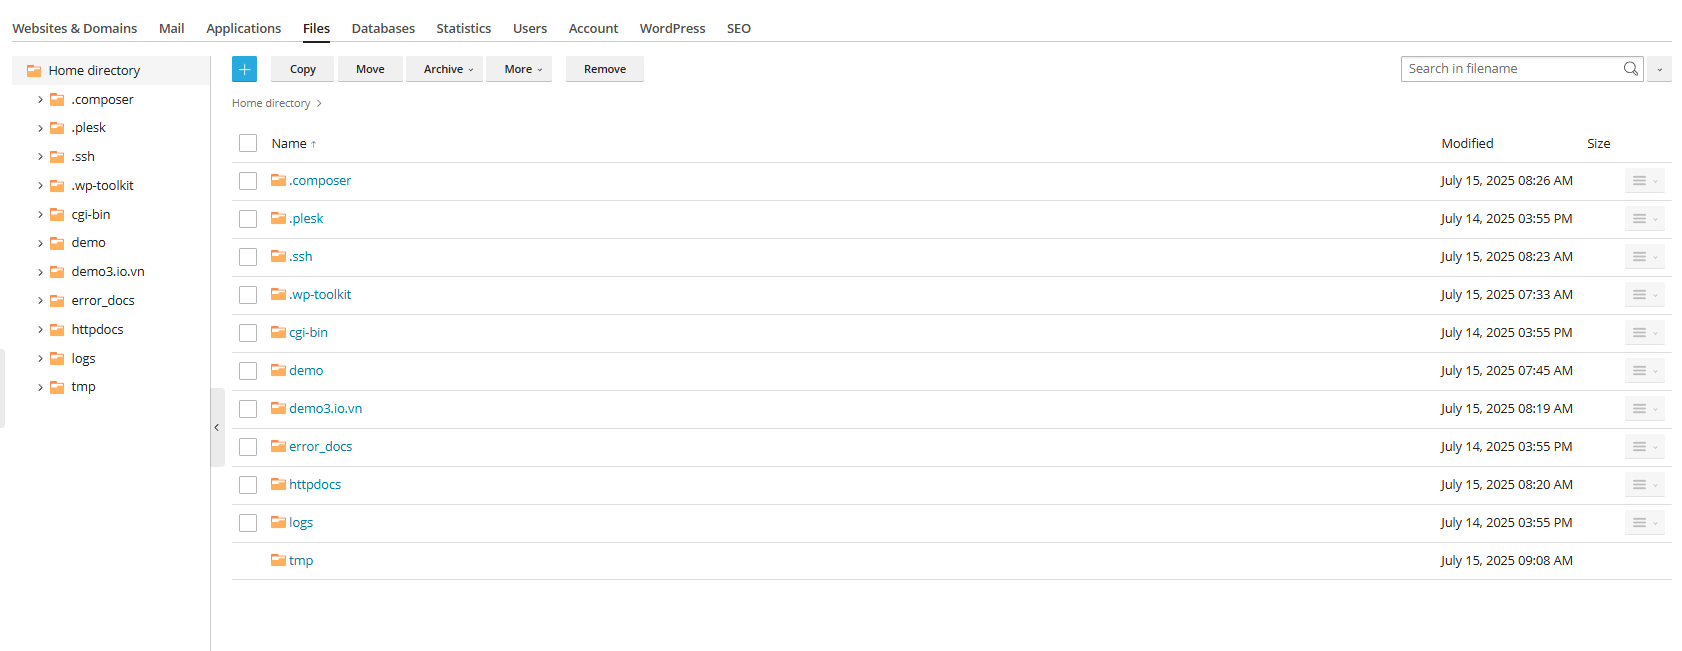 Websites & Domains Mail Applications Files Databases Statistics Users Account WordPress SEO
Home directory
.composer
.plesk
.ssh
.wp-toolkit
cgi-bin
demo
demo3.io.vn
error_docs
httpdocs
logs
tmp
Copy Move Archive More Remove
Search in filename
Home directory
Name Modified Size
.composer July 15, 2025 08:26 AM
.plesk July 14, 2025 03:55 PM
.ssh July 15, 2025 08:23 AM
.wp-toolkit July 15, 2025 07:33 AM
cgi-bin July 14, 2025 03:55 PM
demo July 15, 2025 07:45 AM
demo3.io.vn July 15, 2025 08:19 AM
error_docs July 14, 2025 03:55 PM
httpdocs July 15, 2025 08:20 AM
logs July 14, 2025 03:55 PM
tmp July 15, 2025 09:08 AM